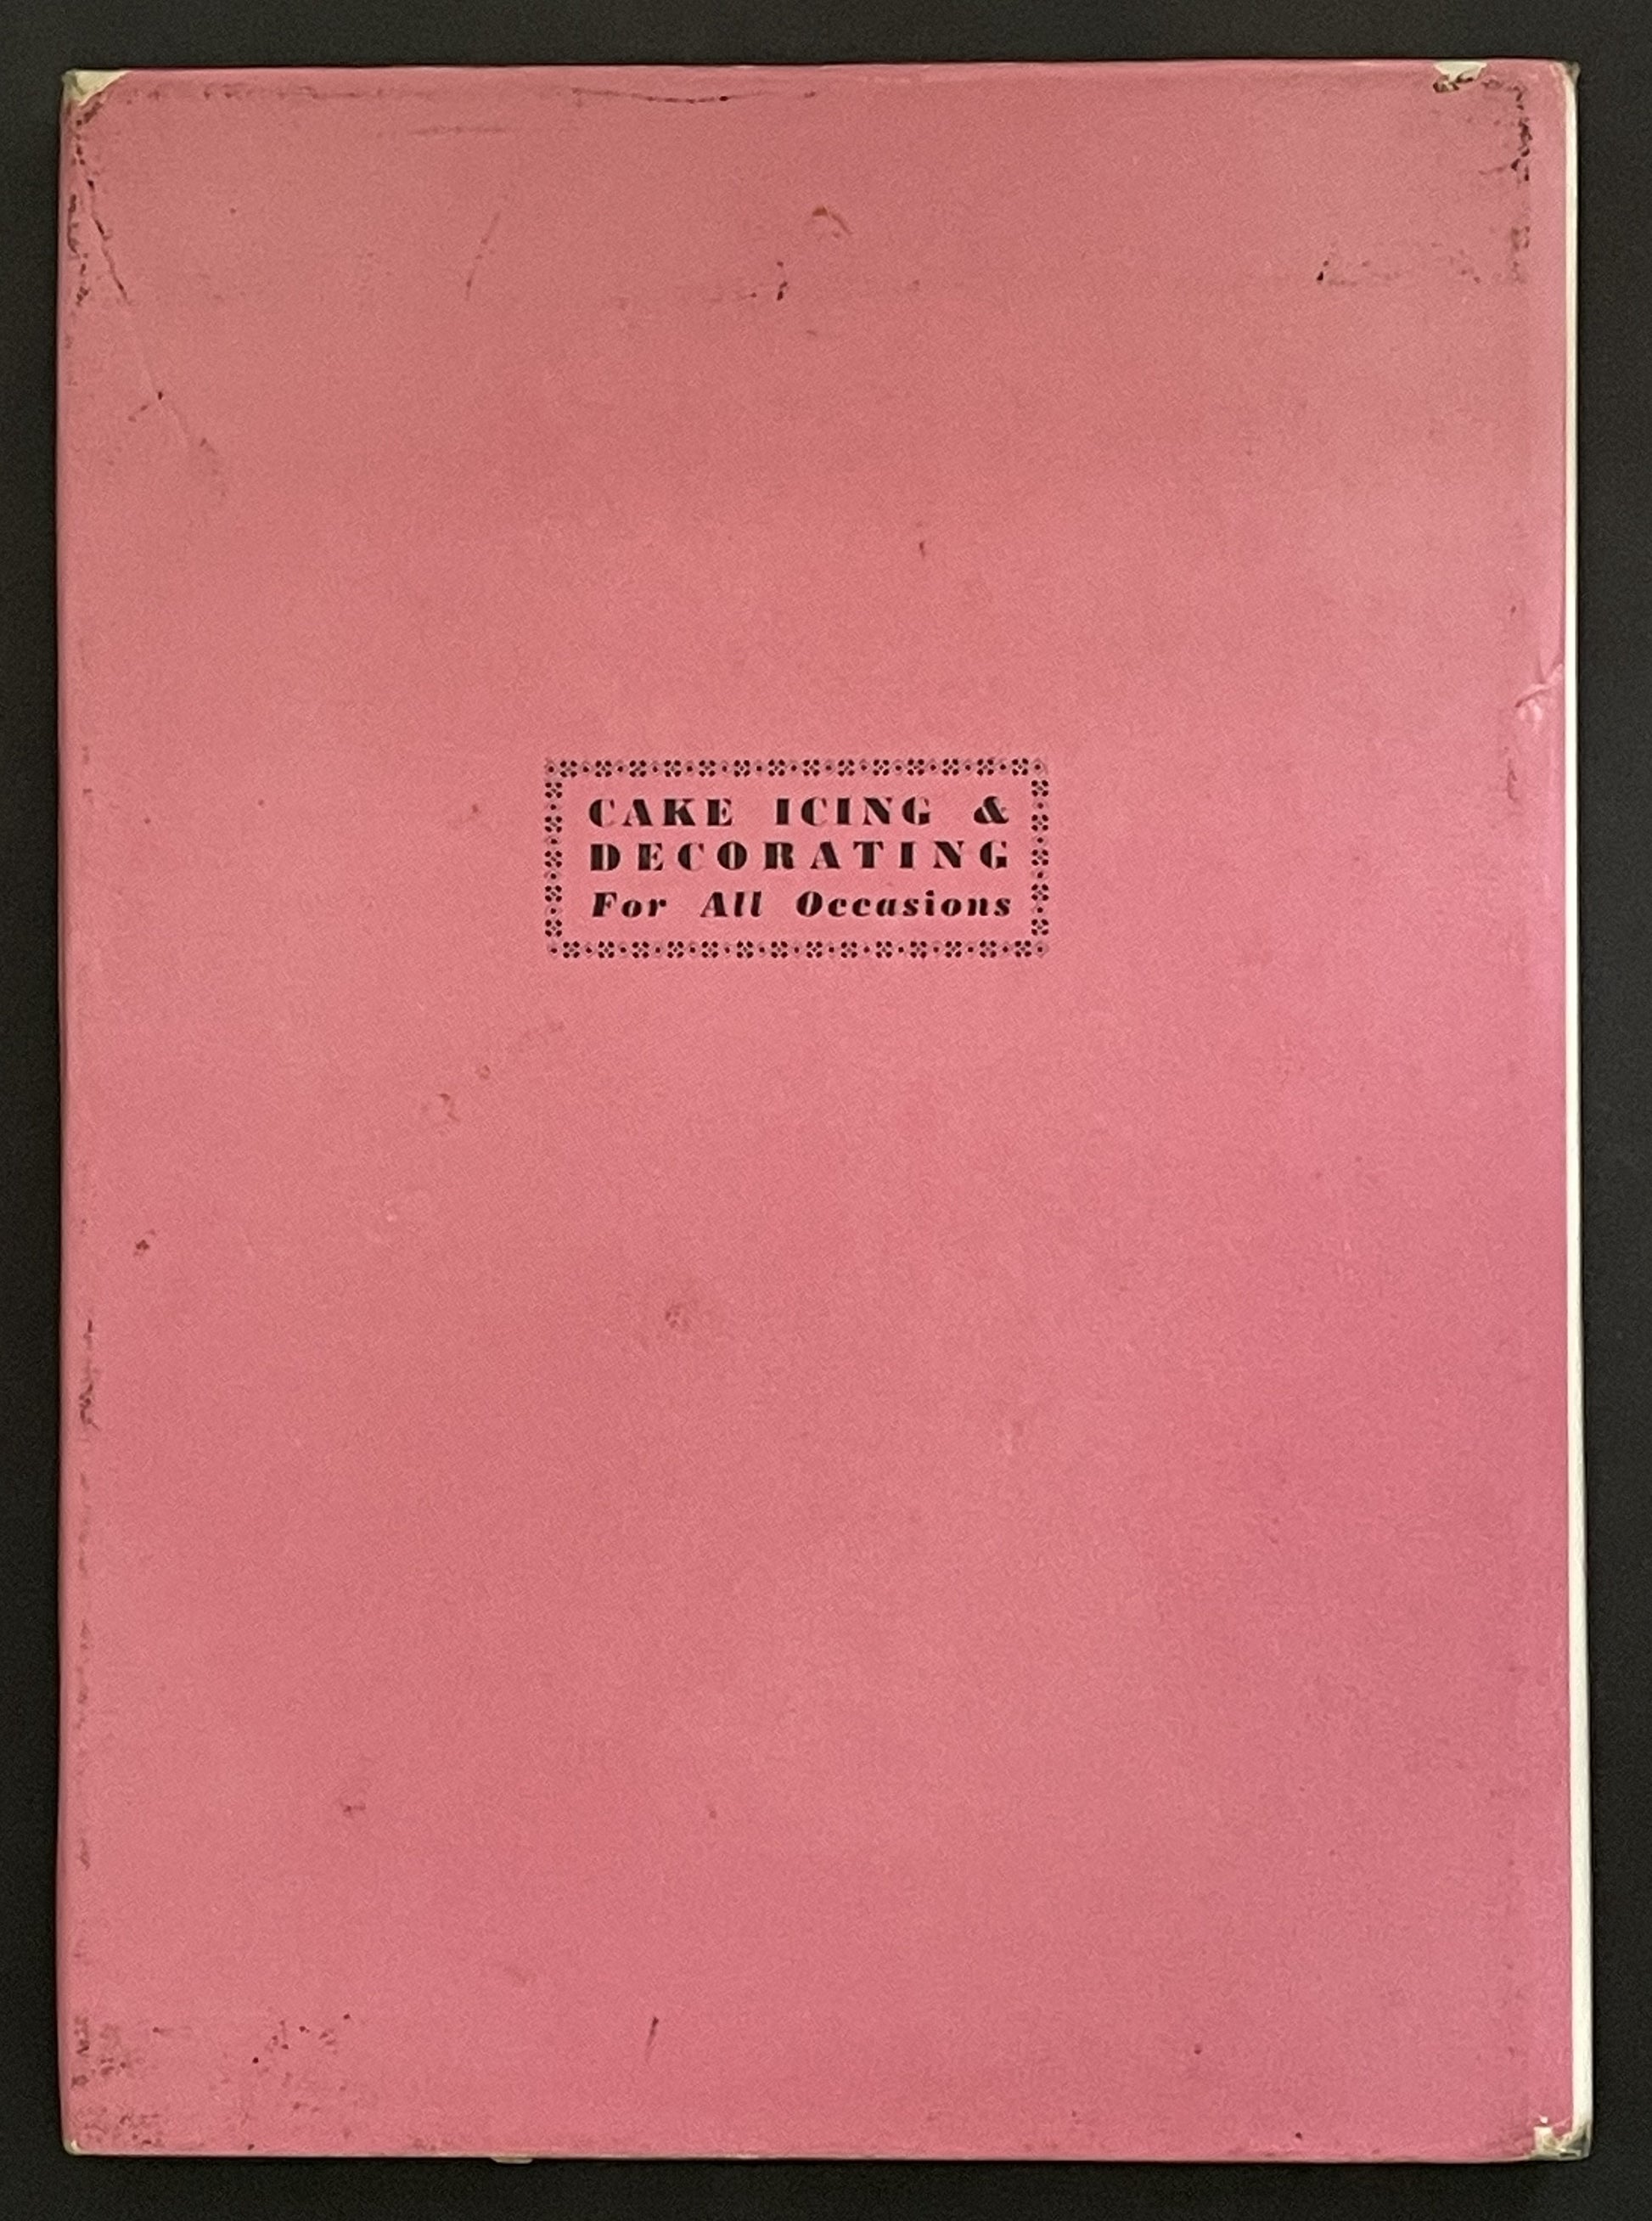 CAKE ICING &
DECORATING
For All Occasions